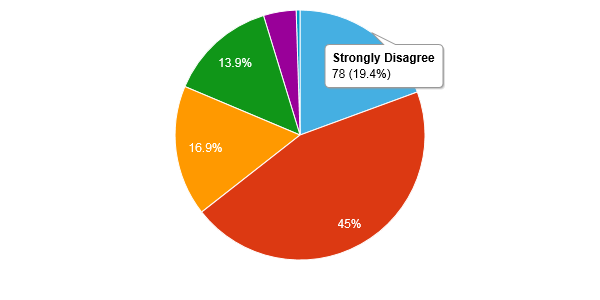 Strongly Disagree
78 (19.4%)
13.9%
16.9%
45%